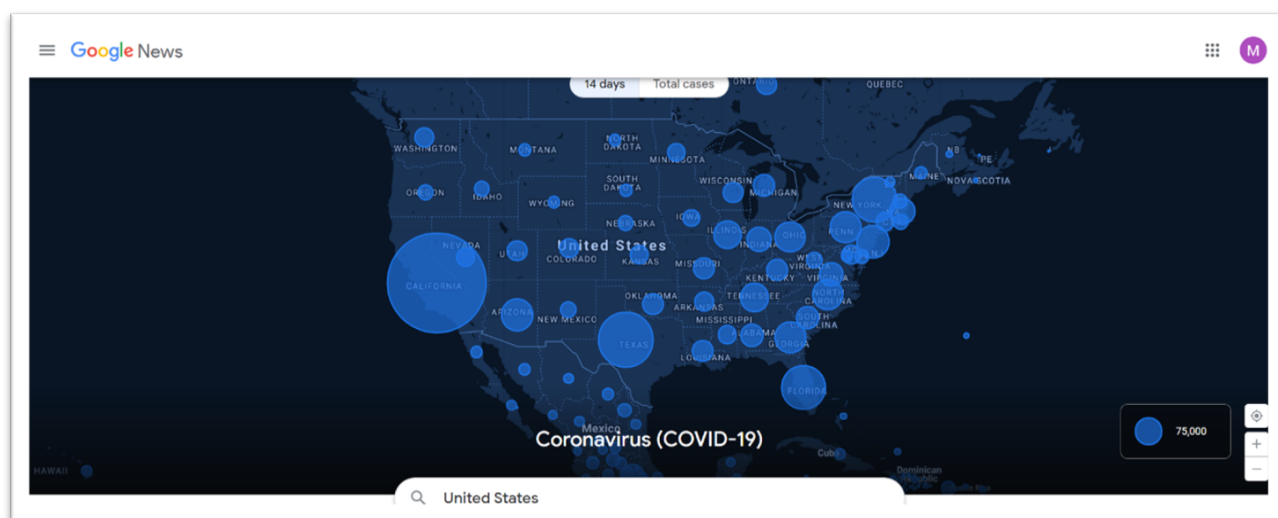 Google News
M
14 days Total cases
ONTARIO
QUEBEC
WASHINGTON
MONTANA
NORTH
DAKOTA
MINNESOTA
NB
PE
NOVA SCOTIA
MAINE
OREGON
IDAHO
WYOMING
SOUTH
DAKOTA
WISCONSIN
MICHIGAN
NEW YORK
NEBRASKA
IOWA
ILLINOIS
INDIANA
OHIO
PENN
NEVADA
UTAH
United States
COLORADO
KANSAS
MISSOURI
WEST
VIRGINIA
KENTUCKY
VIRGINIA
CALIFORNIA
ARIZONA
NEW MEXICO
OKLAHOMA
ARKANSAS
TENNESSEE
NORTH
CAROLINA
MISSISSIPPI
SOUTH
CAROLINA
TEXAS
LOUISIANA
ALABAMA
GEORGIA
FLORIDA
75,000
Mexico
Coronavirus (COVID-19)
Cuba
HAWAII
Dominican
Republic
Puerto Rico
United States